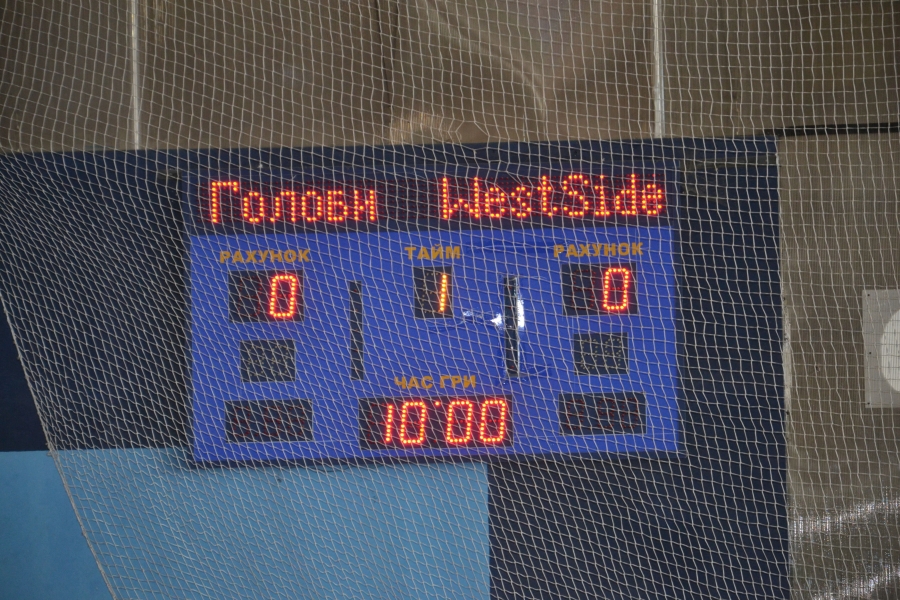 Головн WestSide
РАХУНОК ТАЙМ РАХУНОК
0 1 0
ЧАС ГРИ
10:00